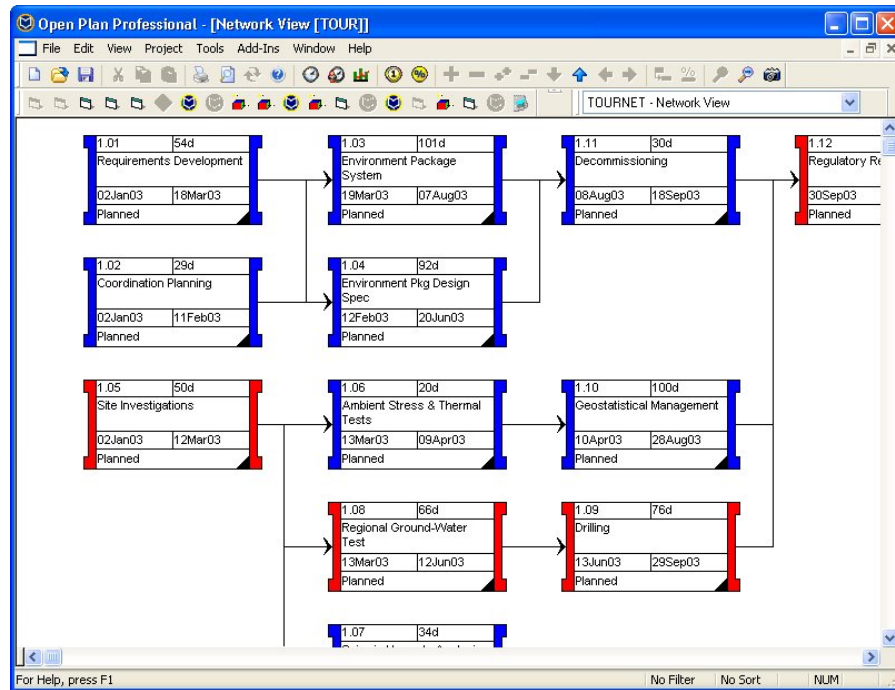 Open Plan Professional - [Network View [TOUR]]
File Edit View Project Tools Add-Ins Window Help
TOURNET - Network View
1.01 54d
Requirements Development
02Jan03 18Mar03
Planned
1.03 101d
Environment Package
System
19Mar03 07Aug03
Planned
1.11 30d
Decommissioning
08Aug03 18Sep03
Planned
1.12
Regulatory Re
30Sep03
Planned
1.02 29d
Coordination Planning
02Jan03 11Feb03
Planned
1.04 92d
Environment Pkg Design
Spec
12Feb03 20Jun03
Planned
1.05 50d
Site Investigations
02Jan03 12Mar03
Planned
1.06 20d
Ambient Stress & Thermal
Tests
13Mar03 09Apr03
Planned
1.10 100d
Geostatistical Management
10Apr03 28Aug03
Planned
1.08 66d
Regional Ground-Water
Test
13Mar03 12Jun03
Planned
1.09 76d
Drilling
13Jun03 29Sep03
Planned
1.07 34d
For Help, press F1
No Filter No Sort NUM